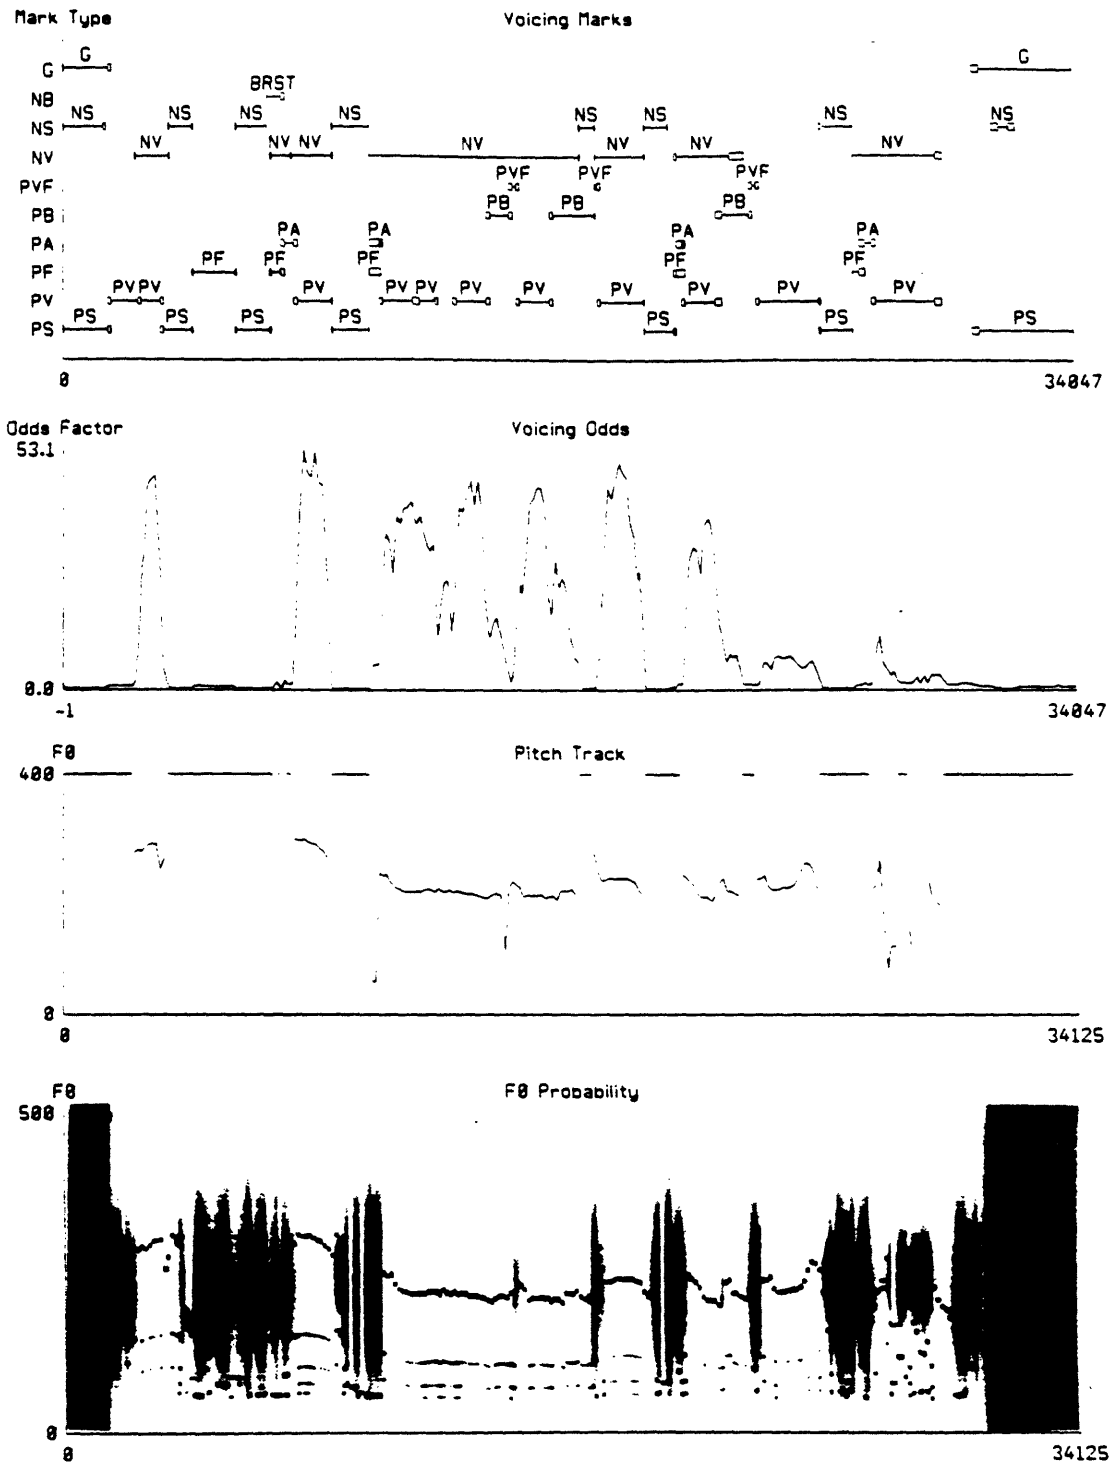 Mark Type Voicing Marks
G G G
BRST
NB
NS NS NS NS NS NS NS NS
NS
NV NV NV NV NV NV NV
NV
PVF PVF PVF
PVF
PB PB PB
PB
PA PA PA PA
PA
PF PF PF PF PF
PF
PV PV PV PV PV PV PV PV PV PV PV
PV
PS PS PS PS PS PS PS
PS
0 34047
Odds Factor Voicing Odds
53.1
0.0
-1 34047
F0 Pitch Track
400
0
0 34125
F0 F0 Probability
500
0
0 34125